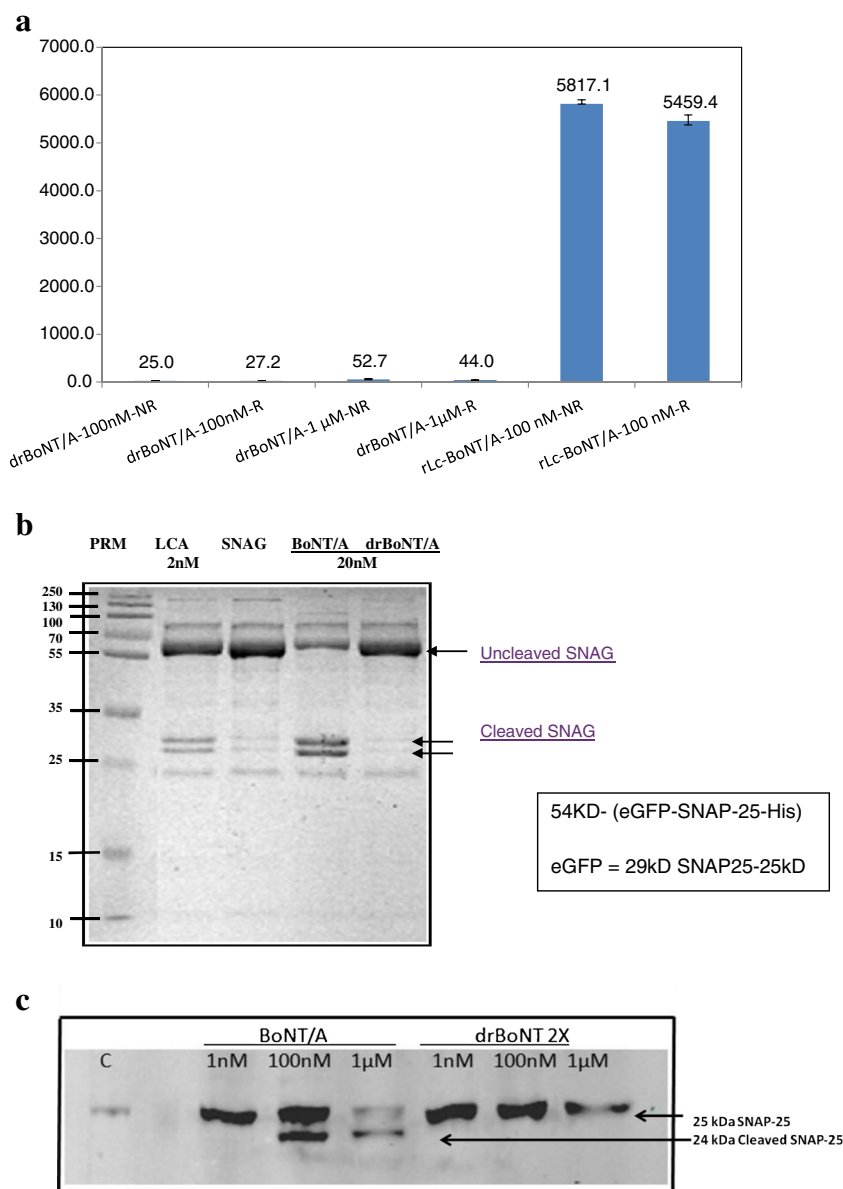 a
7000.0
6000.0
5000.0
4000.0
3000.0
2000.0
1000.0
0.0
25.0
27.2
52.7
44.0
5817.1
5459.4
drBoNT/A-100nM-NR
drBoNT/A-100nM-R
drBoNT/A-1 µM-NR
drBoNT/A-1µM-R
rLc-BoNT/A-100 nM-NR
rLc-BoNT/A-100 nM-R
b
PRM LCA SNAG BoNT/A drBoNT/A
2nM 20nM
250
130
100
70
55
35
25
15
10
Uncleaved SNAG
Cleaved SNAG
54KD- (eGFP-SNAP-25-His)
eGFP = 29kD SNAP25-25kD
c
BoNT/A drBoNT 2X
C 1nM 100nM 1µM 1nM 100nM 1µM
25 kDa SNAP-25
24 kDa Cleaved SNAP-25